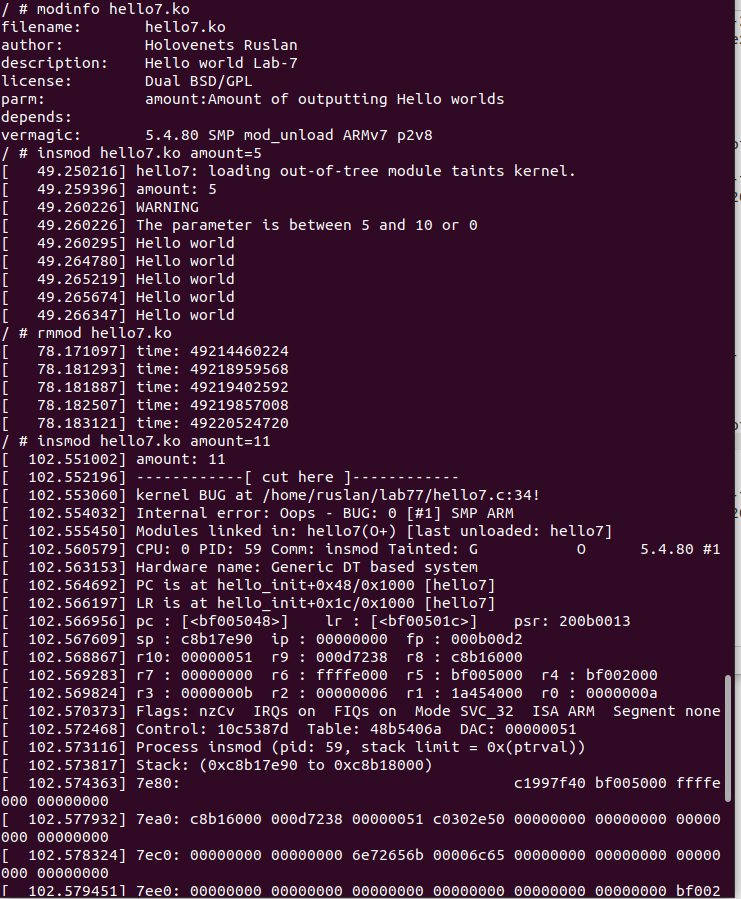 / # modinfo hello7.ko
filename:       hello7.ko
author:         Holovenets Ruslan
description:    Hello world Lab-7
license:        Dual BSD/GPL
parm:           amount:Amount of outputting Hello worlds
depends:
vermagic:       5.4.80 SMP mod_unload ARMv7 p2v8
/ # insmod hello7.ko amount=5
[   49.250216] hello7: loading out-of-tree module taints kernel.
[   49.259396] amount: 5
[   49.260226] WARNING
[   49.260226] The parameter is between 5 and 10 or 0
[   49.260295] Hello world
[   49.264780] Hello world
[   49.265219] Hello world
[   49.265674] Hello world
[   49.266347] Hello world
/ # rmmod hello7.ko
[   78.171097] time: 49214460224
[   78.181293] time: 49218959568
[   78.181887] time: 49219402592
[   78.182507] time: 49219857008
[   78.183121] time: 49220524720
/ # insmod hello7.ko amount=11
[  102.551002] amount: 11
[  102.552196] ------------[ cut here ]------------
[  102.553060] kernel BUG at /home/ruslan/lab77/hello7.c:34!
[  102.554032] Internal error: Oops - BUG: 0 [#1] SMP ARM
[  102.555450] Modules linked in: hello7(O+) [last unloaded: hello7]
[  102.560579] CPU: 0 PID: 59 Comm: insmod Tainted: G           O      5.4.80 #1
[  102.563153] Hardware name: Generic DT based system
[  102.564692] PC is at hello_init+0x48/0x1000 [hello7]
[  102.566197] LR is at hello_init+0x1c/0x1000 [hello7]
[  102.566956] pc : [<bf005048>]    lr : [<bf00501c>]    psr: 200b0013
[  102.567609] sp : c8b17e90  ip : 00000000  fp : 000b00d2
[  102.568867] r10: 00000051  r9 : 000d7238  r8 : c8b16000
[  102.569283] r7 : 00000000  r6 : ffffe000  r5 : bf005000  r4 : bf002000
[  102.569824] r3 : 0000000b  r2 : 00000006  r1 : 1a454000  r0 : 0000000a
[  102.570373] Flags: nzCv  IRQs on  FIQs on  Mode SVC_32  ISA ARM  Segment none
[  102.572468] Control: 10c5387d  Table: 48b5406a  DAC: 00000051
[  102.573116] Process insmod (pid: 59, stack limit = 0x(ptrval))
[  102.573817] Stack: (0xc8b17e90 to 0xc8b18000)
[  102.574363] 7e80:                                     c1997f40 bf005000 ffffe
000 00000000
[  102.577932] 7ea0: c8b16000 000d7238 00000051 c0302e50 00000000 00000000 00000
000 00000000
[  102.578324] 7ec0: 00000000 00000000 6e72656b 00006c65 00000000 00000000 00000
000 00000000
[  102.579451] 7ee0: 00000000 00000000 00000000 00000000 00000000 00000000 bf002